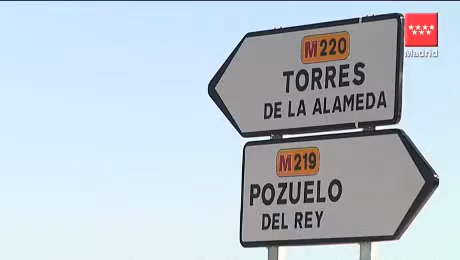 M220
TORRES
DE LA ALAMEDA
Madrid
M219
POZUELO
DEL REY